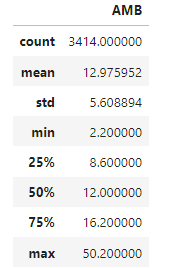 AMB
count 3414.000000
mean 12.975952
std 5.608894
min 2.200000
25% 8.600000
50% 12.000000
75% 16.200000
max 50.200000